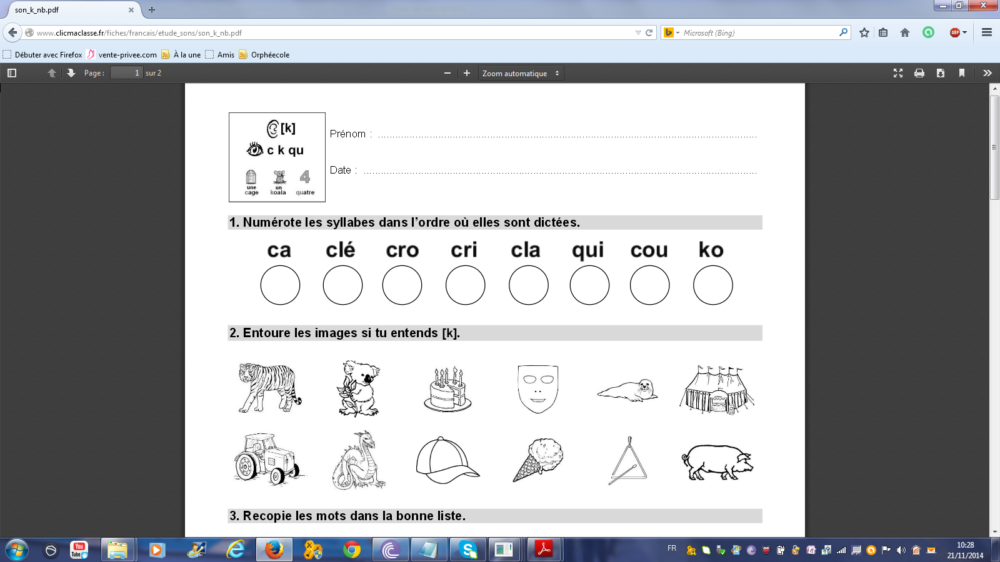 son_k_nb.pdf
www.clicmaclasse.fr/fiches/francais/etude_sons/son_k_nb.pdf
Microsoft (Bing)
ABP
Débuter avec Firefox
vente-privee.com
À la une
Amis
Orphéecole
Page :
1
sur 2
Zoom automatique
[k]
c k qu
4
une
cage
un
koala
quatre
Prénom : ........................................
Date : ........................................
1. Numérote les syllabes dans l'ordre où elles sont dictées.
ca clé cro cri cla qui cou ko
2. Entoure les images si tu entends [k].
3. Recopie les mots dans la bonne liste.
You
Tube
FR
10:28
21/11/2014